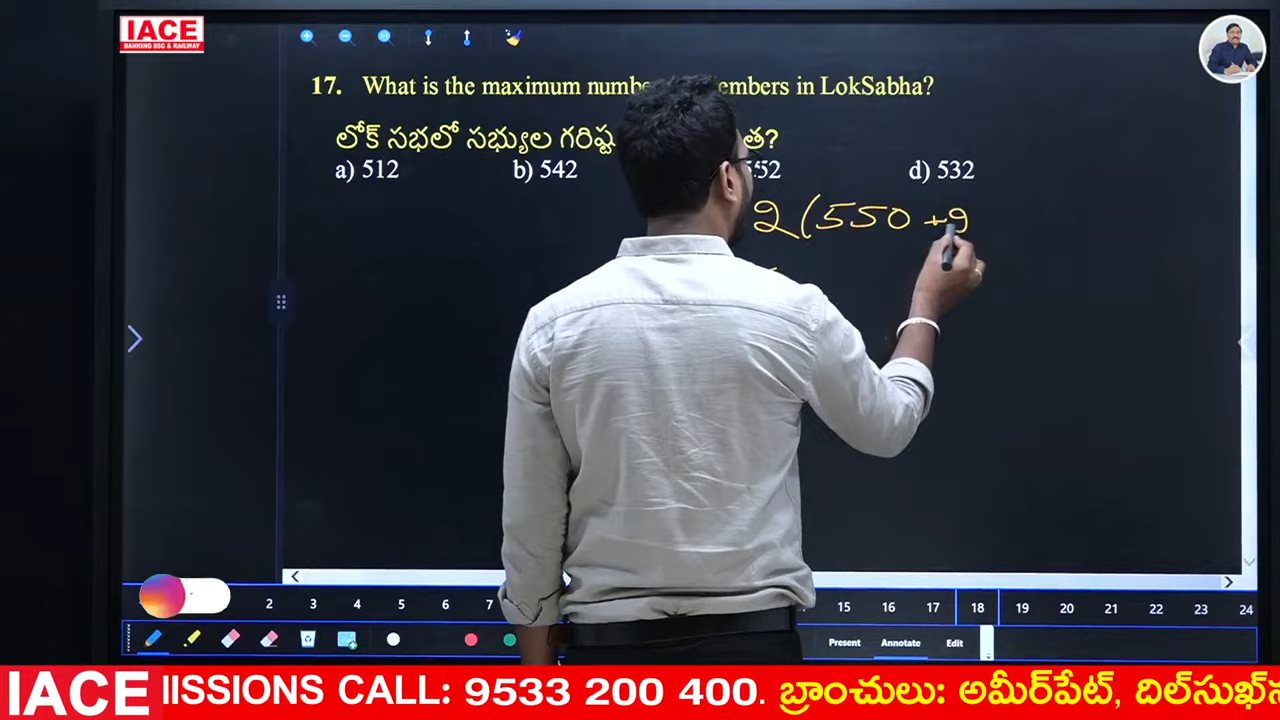 IACE
BANKING SSC & RAILWAY
17. What is the maximum numbe embers in LokSabha?
లోక్ సభలో సభ్యుల గరిష్ట త?
a) 512 b) 542 552 d) 532
2(550+2
2 3 4 5 6 7 15 16 17 18 19 20 21 22 23 24
Present Annotate Edit
IACE IISSIONS CALL: 9533 200 400. బ్రాంచులు: అమీర్‌పేట్, దిల్‌సుఖ్‌